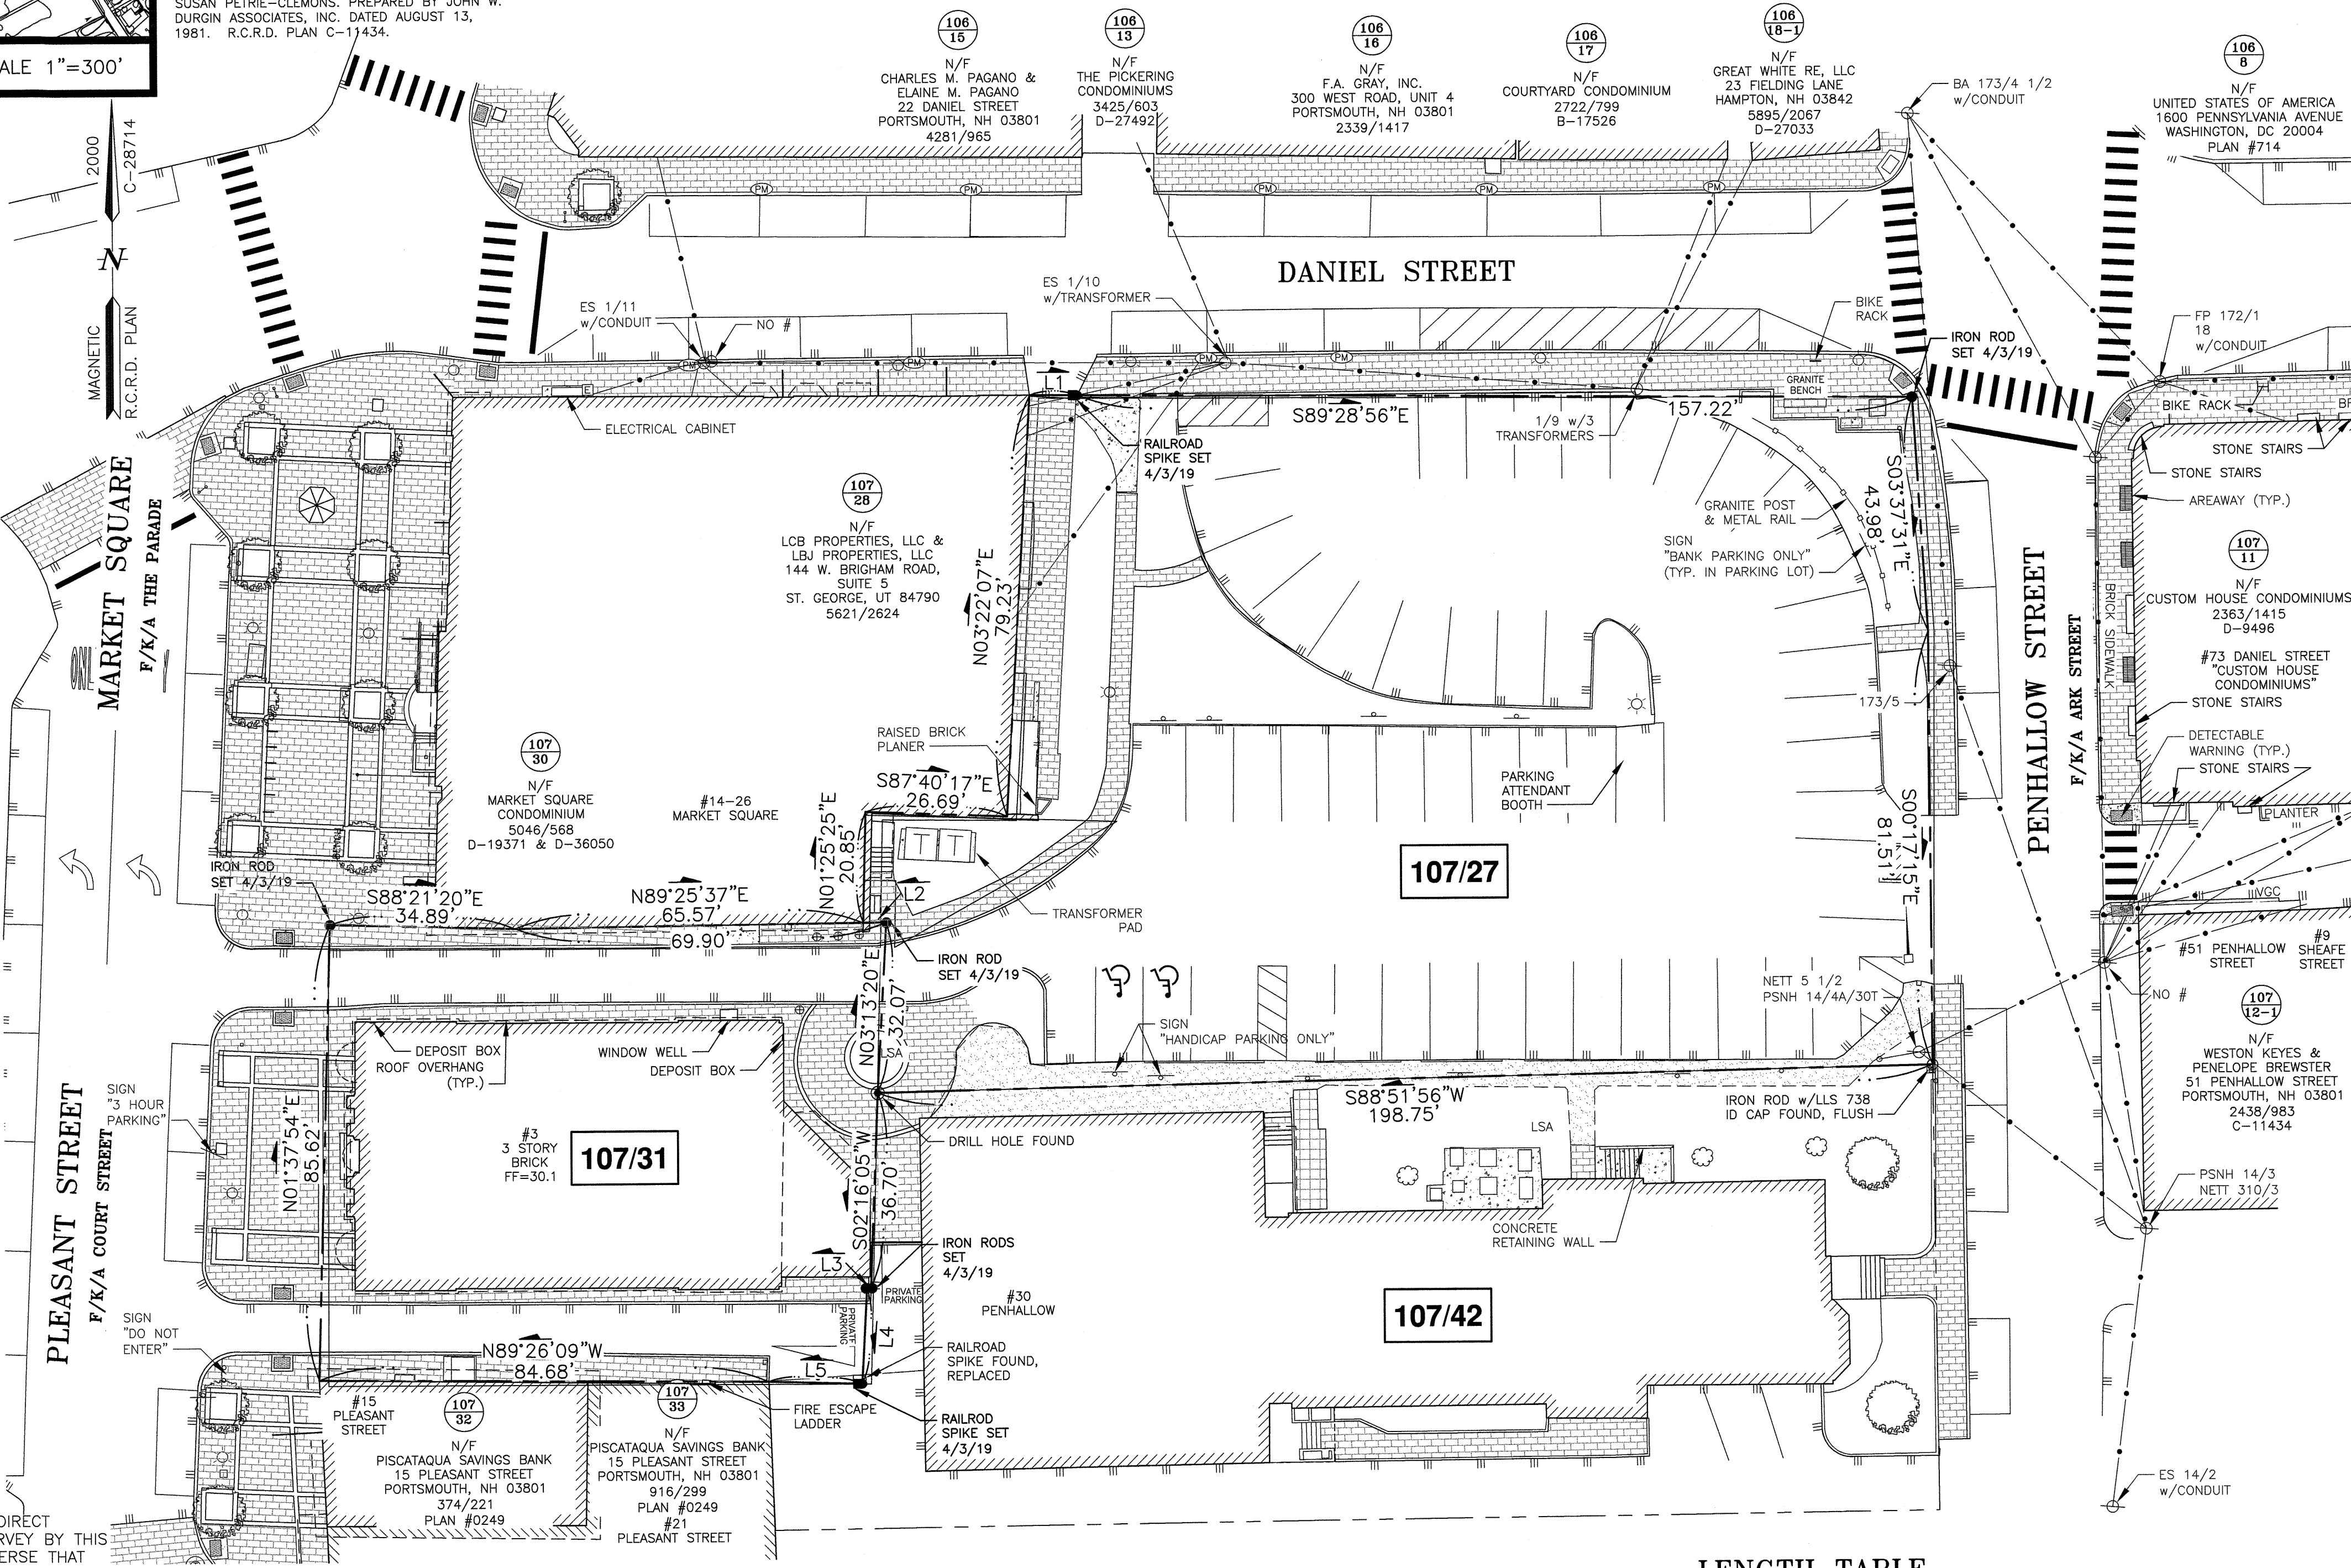 SUSAN PETRIE-CLEMONS. PREPARED BY JOHN W.
DURGIN ASSOCIATES, INC. DATED AUGUST 13,
1981. R.C.R.D. PLAN C-11434.
ALE 1"=300'
2000
C-28714
N
MAGNETIC
R.C.R.D. PLAN
106
15
N/F
CHARLES M. PAGANO &
ELAINE M. PAGANO
22 DANIEL STREET
PORTSMOUTH, NH 03801
4281/965
106
13
N/F
THE PICKERING
CONDOMINIUMS
3425/603
D-27492
106
16
N/F
F.A. GRAY, INC.
300 WEST ROAD, UNIT 4
PORTSMOUTH, NH 03801
2339/1417
106
17
N/F
COURTYARD CONDOMINIUM
2722/799
B-17526
106
18-1
N/F
GREAT WHITE RE, LLC
23 FIELDING LANE
HAMPTON, NH 03842
5895/2067
D-27033
BA 173/4 1/2
w/CONDUIT
106
8
N/F
UNITED STATES OF AMERICA
1600 PENNSYLVANIA AVENUE
WASHINGTON, DC 20004
PLAN #714
PM
PM
PM
PM
PM
DANIEL STREET
ES 1/11
w/CONDUIT
NO #
ES 1/10
w/TRANSFORMER
BIKE
RACK
IRON ROD
SET 4/3/19
FP 172/1
18
w/CONDUIT
PM
PM
PM
PM
E
L1
GRANITE
BENCH
BIKE RACK
STONE STAIRS
STONE STAIRS
AREAWAY (TYP.)
ELECTRICAL CABINET
S89°28'56"E
157.22'
1/9 w/3
TRANSFORMERS
RAILROAD
SPIKE SET
4/3/19
MARKET SQUARE
F/K/A THE PARADE
107
28
N/F
LCB PROPERTIES, LLC &
LBJ PROPERTIES, LLC
144 W. BRIGHAM ROAD,
SUITE 5
ST. GEORGE, UT 84790
5621/2624
N03°22'07"E
79.23'
GRANITE POST
& METAL RAIL
SIGN
"BANK PARKING ONLY"
(TYP. IN PARKING LOT)
S03°37'31"E
43.98'
PENHALLOW STREET
F/K/A ARK STREET
BRICK SIDEWALK
107
11
N/F
CUSTOM HOUSE CONDOMINIUMS
2363/1415
D-9496
#73 DANIEL STREET
"CUSTOM HOUSE
CONDOMINIUMS"
STONE STAIRS
DETECTABLE
WARNING (TYP.)
STONE STAIRS
PLANTER
173/5
ONL
107
30
N/F
MARKET SQUARE
CONDOMINIUM
5046/568
D-19371 & D-36050
#14-26
MARKET SQUARE
RAISED BRICK
PLANER
S87°40'17"E
26.69'
N01°25'25"E
20.85'
PARKING
ATTENDANT
BOOTH
107/27
S00°17'15"E
81.51'
IRON ROD
SET 4/3/19
S88°21'20"E
34.89'
N89°25'37"E
65.57'
69.90'
L2
TRANSFORMER
PAD
IRON ROD
SET 4/3/19
VGC
#51 PENHALLOW
STREET
#9
SHEAFE
STREET
NO #
NETT 5 1/2
PSNH 14/4A/30T
N03°13'20"E
32.07'
LSA
SIGN
"HANDICAP PARKING ONLY"
107
12-1
N/F
WESTON KEYES &
PENELOPE BREWSTER
51 PENHALLOW STREET
PORTSMOUTH, NH 03801
2438/983
C-11434
DEPOSIT BOX
ROOF OVERHANG
(TYP.)
WINDOW WELL
DEPOSIT BOX
SIGN
"3 HOUR
PARKING"
PLEASANT STREET
F/K/A COURT STREET
N01°37'54"E
85.62'
#3
3 STORY
BRICK
FF=30.1
107/31
DRILL HOLE FOUND
S88°51'56"W
198.75'
IRON ROD w/LLS 738
ID CAP FOUND, FLUSH
LSA
S02°16'05"W
36.70'
PSNH 14/3
NETT 310/3
CONCRETE
RETAINING WALL
L3
IRON RODS
SET
4/3/19
PRIVATE
PARKING
PRIVATE
PARKING
L4
#30
PENHALLOW
107/42
SIGN
"DO NOT
ENTER"
N89°26'09"W
84.68'
L5
RAILROAD
SPIKE FOUND,
REPLACED
#15
PLEASANT
STREET
107
32
N/F
PISCATAQUA SAVINGS BANK
15 PLEASANT STREET
PORTSMOUTH, NH 03801
374/221
PLAN #0249
107
33
N/F
PISCATAQUA SAVINGS BANK
15 PLEASANT STREET
PORTSMOUTH, NH 03801
916/299
PLAN #0249
#21
PLEASANT STREET
FIRE ESCAPE
LADDER
RAILROD
SPIKE SET
4/3/19
ES 14/2
w/CONDUIT
DIRECT
RVEY BY THIS
ERSE THAT
LENGTH TABLE